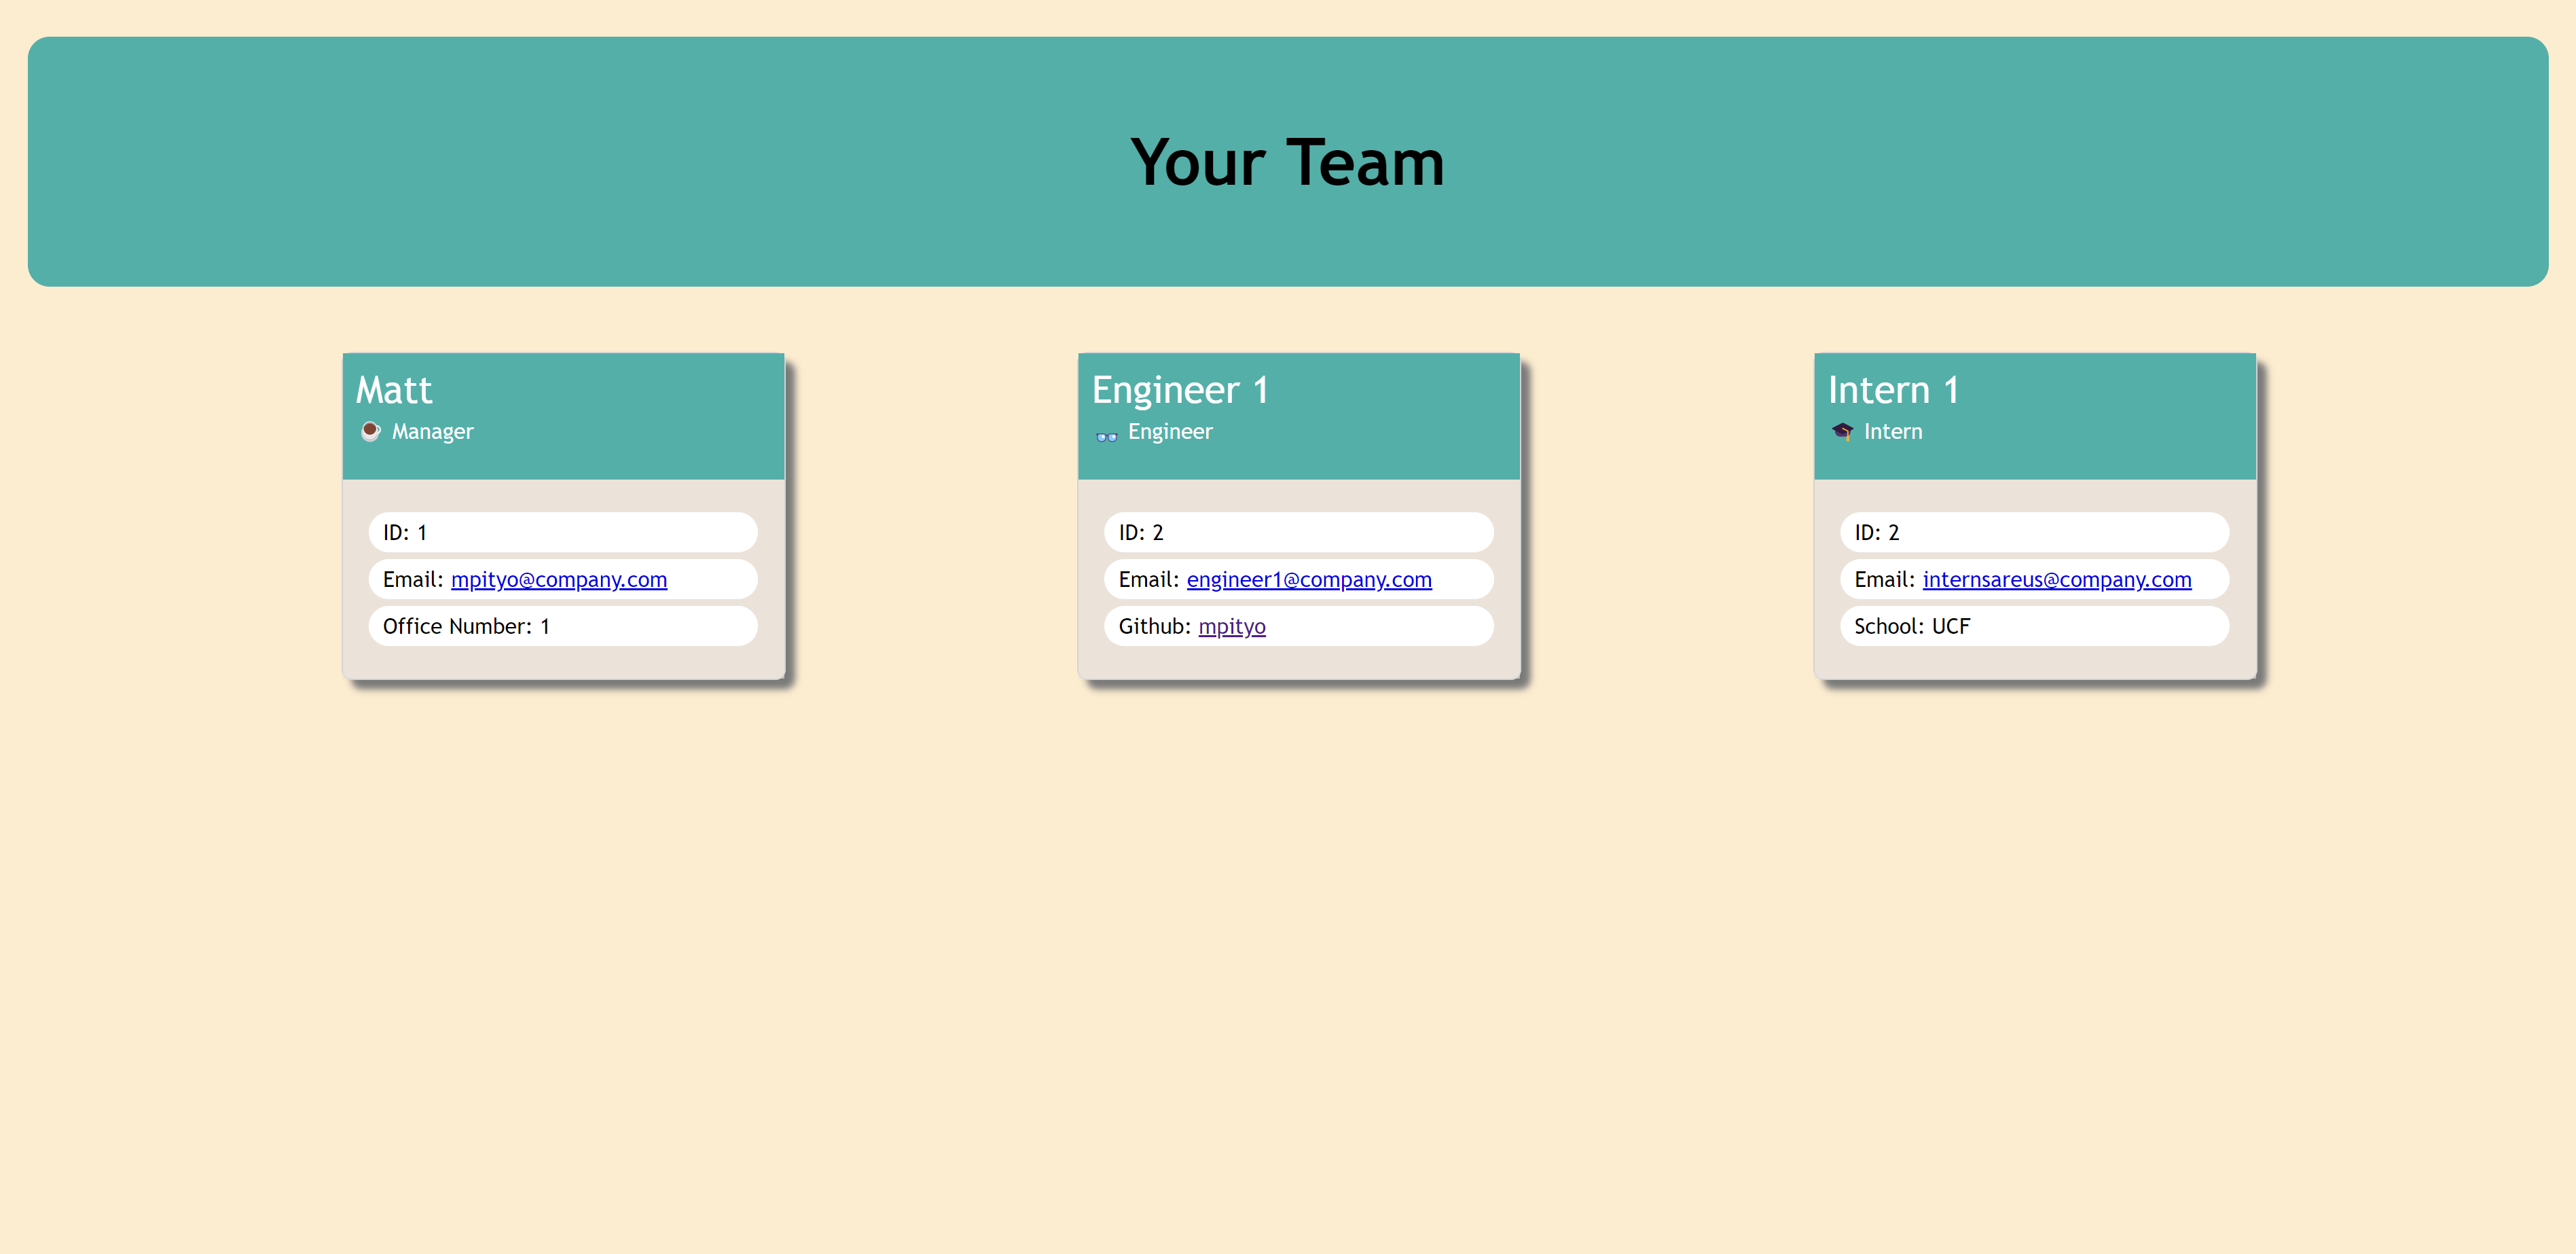 Your Team
Matt
Manager
ID: 1
Email: mpityo@company.com
Office Number: 1
Engineer 1
Engineer
ID: 2
Email: engineer1@company.com
Github: mpityo
Intern 1
Intern
ID: 2
Email: internsareus@company.com
School: UCF